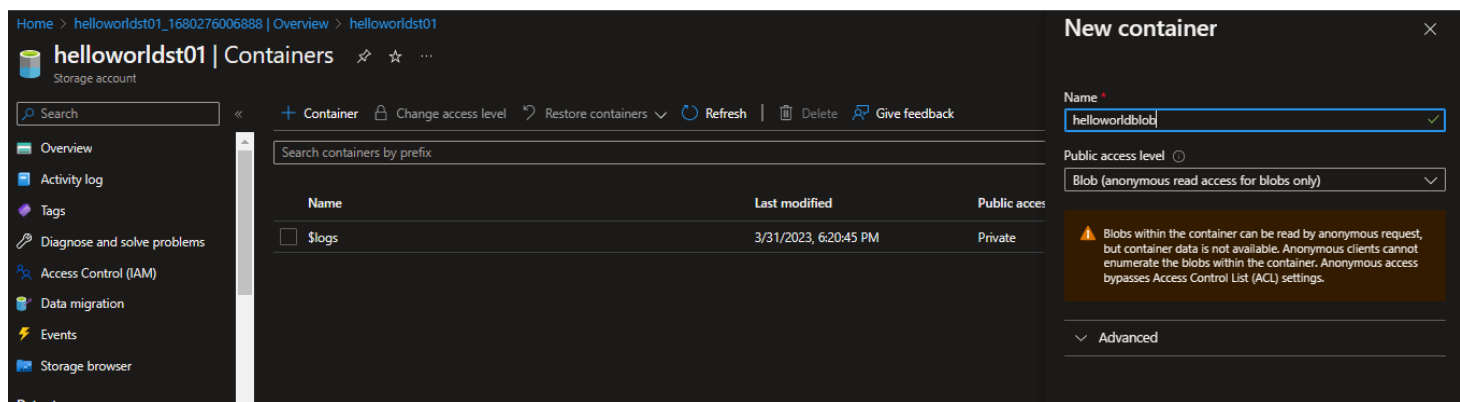 Home > helloworldst01_1680276006888 | Overview > helloworldst01
helloworldst01 | Containers
Storage account
Search
Overview
Activity log
Tags
Diagnose and solve problems
Access Control (IAM)
Data migration
Events
Storage browser
Container Change access level Restore containers Refresh Delete Give feedback
Search containers by prefix
Name Last modified Public acces
$logs 3/31/2023, 6:20:45 PM Private
New container
Name *
helloworldblob
Public access level
Blob (anonymous read access for blobs only)
Blobs within the container can be read by anonymous request,
but container data is not available. Anonymous clients cannot
enumerate the blobs within the container. Anonymous access
bypasses Access Control List (ACL) settings.
Advanced